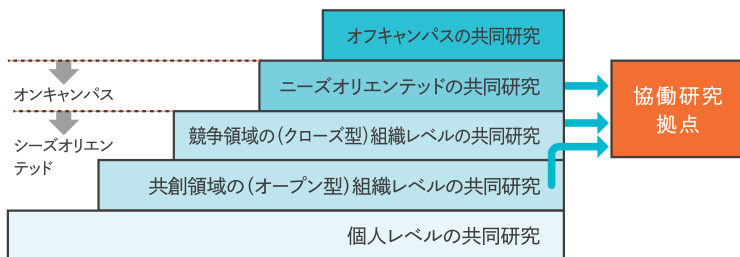 オフキャンパスの共同研究
ニーズオリエンテッドの共同研究
オンキャンパス
競争領域の（クローズ型）組織レベルの共同研究
シーズオリエン
テッド
共創領域の（オープン型）組織レベルの共同研究
個人レベルの共同研究
協働研究
拠点